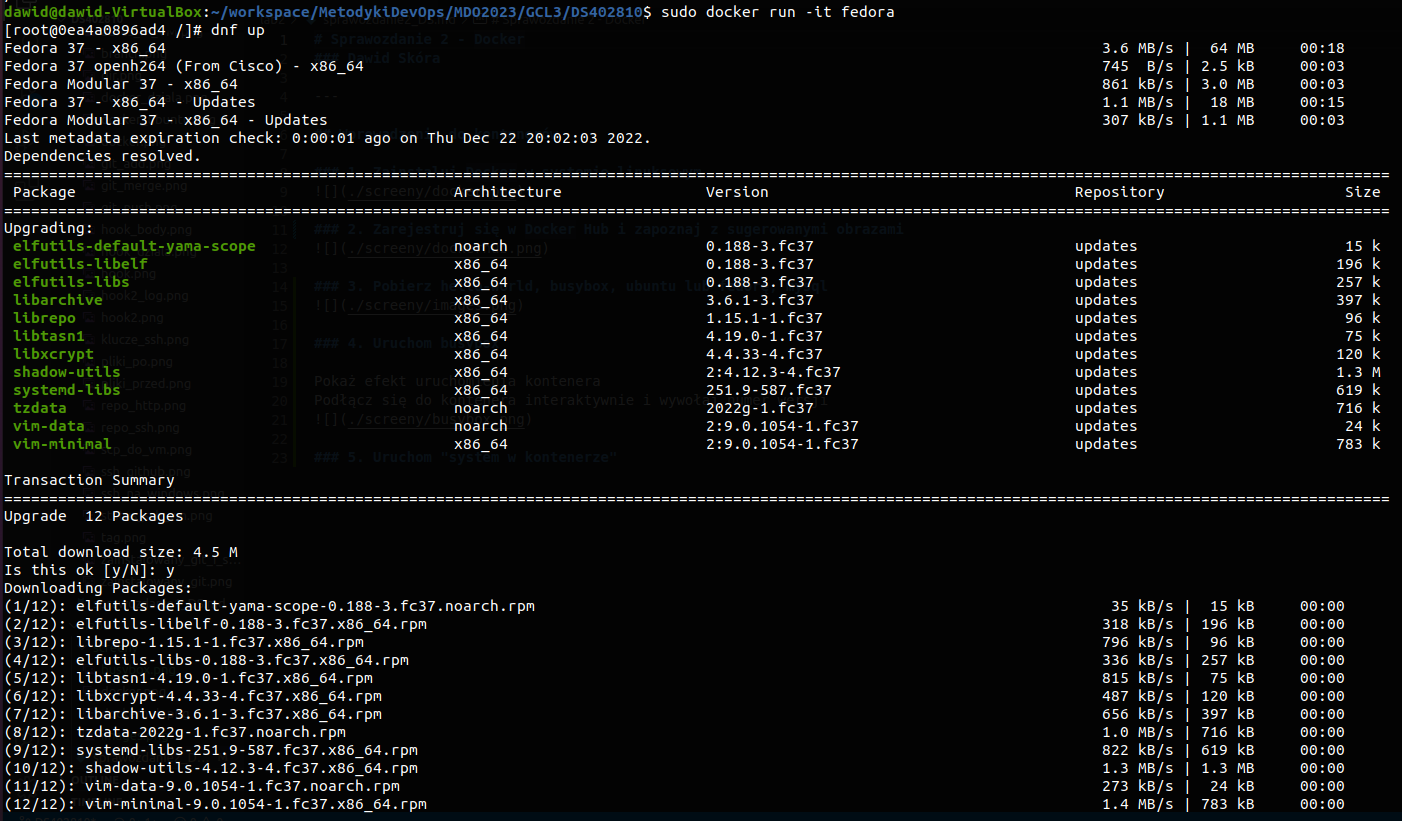 dawid@dawid-VirtualBox:~/workspace/MetodykiDevOps/MDO2023/GCL3/DS402810$ sudo docker run -it fedora
[root@0ea4a0896ad4 /]# dnf up
Fedora 37 - x86_64 3.6 MB/s | 64 MB 00:18
Fedora 37 openh264 (From Cisco) - x86_64 745 B/s | 2.5 kB 00:03
Fedora Modular 37 - x86_64 861 kB/s | 3.0 MB 00:03
Fedora 37 - x86_64 - Updates 1.1 MB/s | 18 MB 00:15
Fedora Modular 37 - x86_64 - Updates 307 kB/s | 1.1 MB 00:03
Last metadata expiration check: 0:00:01 ago on Thu Dec 22 20:02:03 2022.
Dependencies resolved.
Package Architecture Version Repository Size
Upgrading:
elfutils-default-yama-scope noarch 0.188-3.fc37 updates 15 k
elfutils-libelf x86_64 0.188-3.fc37 updates 196 k
elfutils-libs x86_64 0.188-3.fc37 updates 257 k
libarchive x86_64 3.6.1-3.fc37 updates 397 k
librepo x86_64 1.15.1-1.fc37 updates 96 k
libtasn1 x86_64 4.19.0-1.fc37 updates 75 k
libxcrypt x86_64 4.4.33-4.fc37 updates 120 k
shadow-utils x86_64 2:4.12.3-4.fc37 updates 1.3 M
systemd-libs x86_64 251.9-587.fc37 updates 619 k
tzdata noarch 2022g-1.fc37 updates 716 k
vim-data noarch 2:9.0.1054-1.fc37 updates 24 k
vim-minimal x86_64 2:9.0.1054-1.fc37 updates 783 k
Transaction Summary
Upgrade 12 Packages
Total download size: 4.5 M
Is this ok [y/N]: y
Downloading Packages:
(1/12): elfutils-default-yama-scope-0.188-3.fc37.noarch.rpm 35 kB/s | 15 kB 00:00
(2/12): elfutils-libelf-0.188-3.fc37.x86_64.rpm 318 kB/s | 196 kB 00:00
(3/12): librepo-1.15.1-1.fc37.x86_64.rpm 796 kB/s | 96 kB 00:00
(4/12): elfutils-libs-0.188-3.fc37.x86_64.rpm 336 kB/s | 257 kB 00:00
(5/12): libtasn1-4.19.0-1.fc37.x86_64.rpm 815 kB/s | 75 kB 00:00
(6/12): libxcrypt-4.4.33-4.fc37.x86_64.rpm 487 kB/s | 120 kB 00:00
(7/12): libarchive-3.6.1-3.fc37.x86_64.rpm 656 kB/s | 397 kB 00:00
(8/12): tzdata-2022g-1.fc37.noarch.rpm 1.0 MB/s | 716 kB 00:00
(9/12): systemd-libs-251.9-587.fc37.x86_64.rpm 822 kB/s | 619 kB 00:00
(10/12): shadow-utils-4.12.3-4.fc37.x86_64.rpm 1.3 MB/s | 1.3 MB 00:00
(11/12): vim-data-9.0.1054-1.fc37.noarch.rpm 273 kB/s | 24 kB 00:00
(12/12): vim-minimal-9.0.1054-1.fc37.x86_64.rpm 1.4 MB/s | 783 kB 00:00